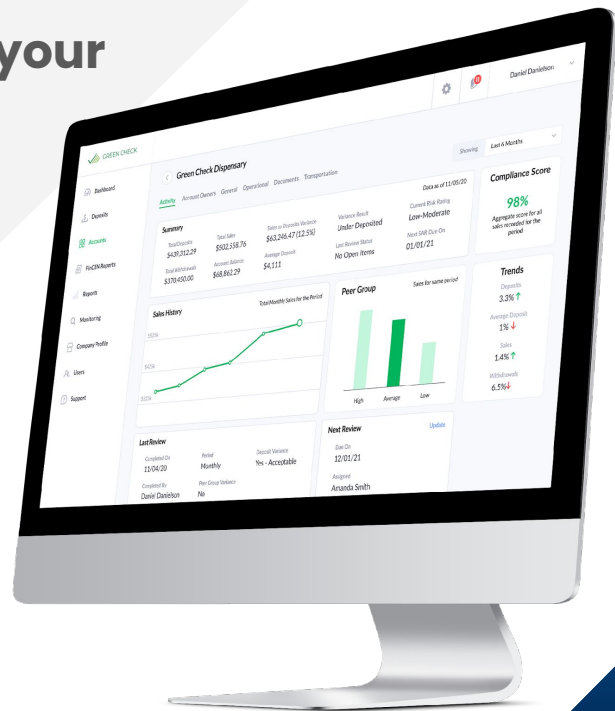 your
GREEN CHECK
11
Daniel Danielson
Dashboard
Deposits
Accounts
FinCEN Reports
Reports
Monitoring
Company Profile
Users
Support
Green Check Dispensary
Showing
Last 6 Months
Activity Account Owners General Operational Documents Transportation
Summary
Data as of 11/05/20
Total Deposits
$439,312.29
Total Sales
$502,558.76
Sales vs Deposits Variance
$63,246.47 (12.5%)
Variance Result
Under Deposited
Current Risk Rating
Low-Moderate
Total Withdrawals
$370,450.00
Account Balance
$68,862.29
Average Deposit
$4,111
Last Review Status
No Open Items
Next SAR Due On
01/01/21
Compliance Score
98%
Aggregate score for all
sales recorded for the
period
Sales History
Total Monthly Sales for the Period
$425k
Peer Group
Sales for same period
High
Average
Low
Trends
Deposits
3.3% ↑
Average Deposit
1% ↓
Sales
1.4% ↑
Withdrawals
6.5% ↓
Last Review
Completed On
11/04/20
Period
Monthly
Deposit Variance
Yes - Acceptable
Completed By
Daniel Danielson
Peer Group Variance
No
Next Review
Update
Due On
12/01/21
Assigned
Amanda Smith